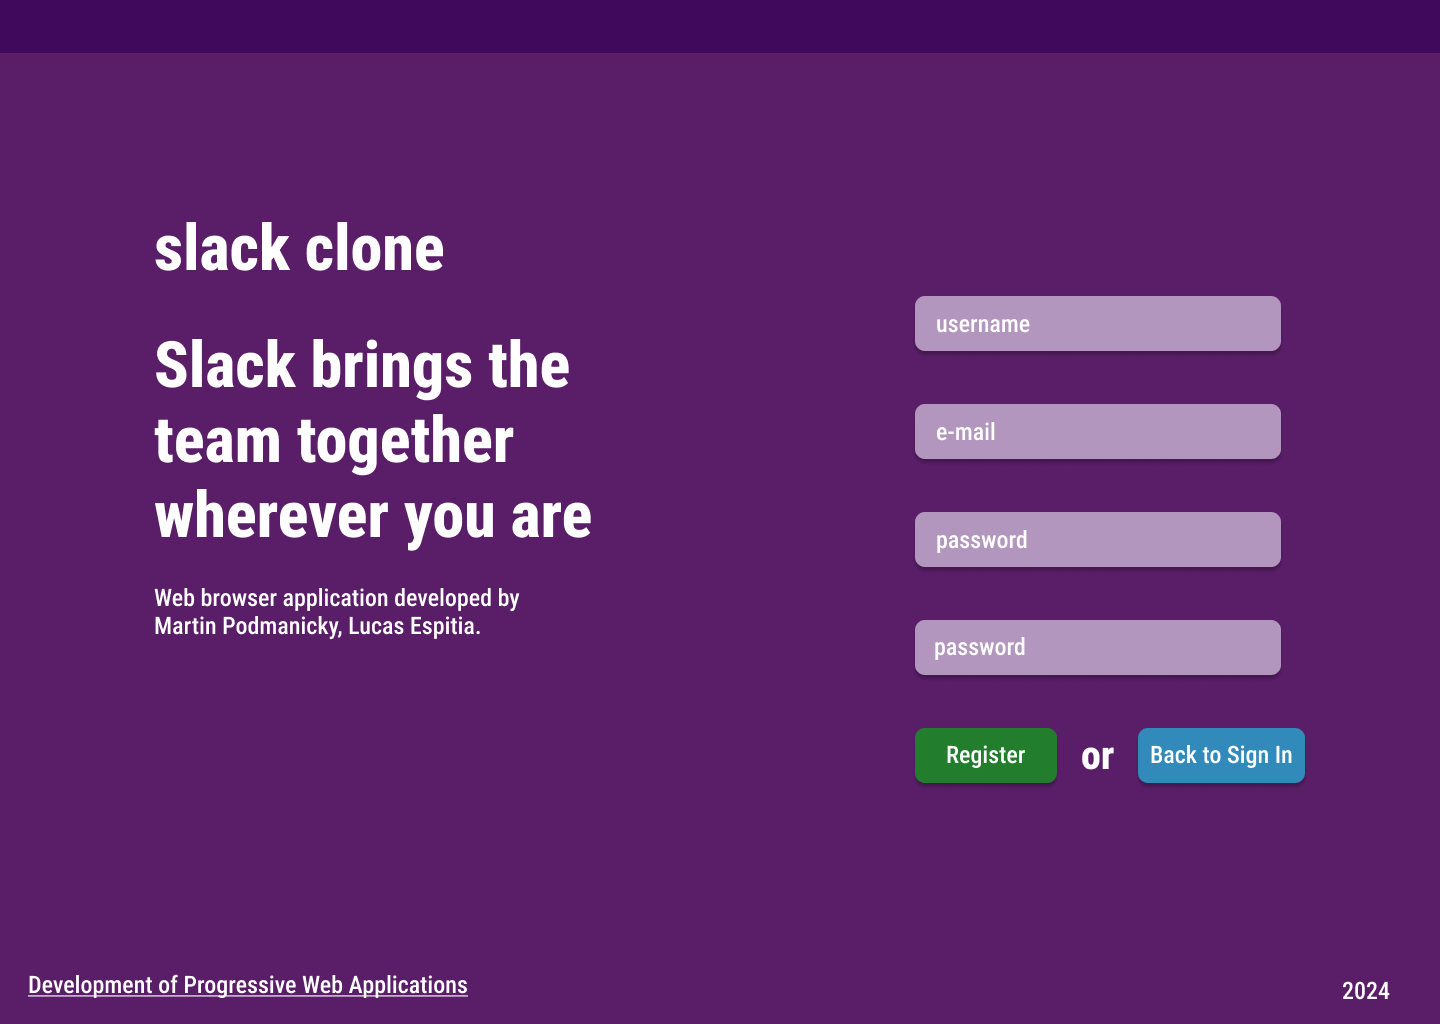 slack clone
Slack brings the
team together
wherever you are
Web browser application developed by
Martin Podmanicky, Lucas Espitia.
username
e-mail
password
password
Register or Back to Sign In
Development of Progressive Web Applications
2024